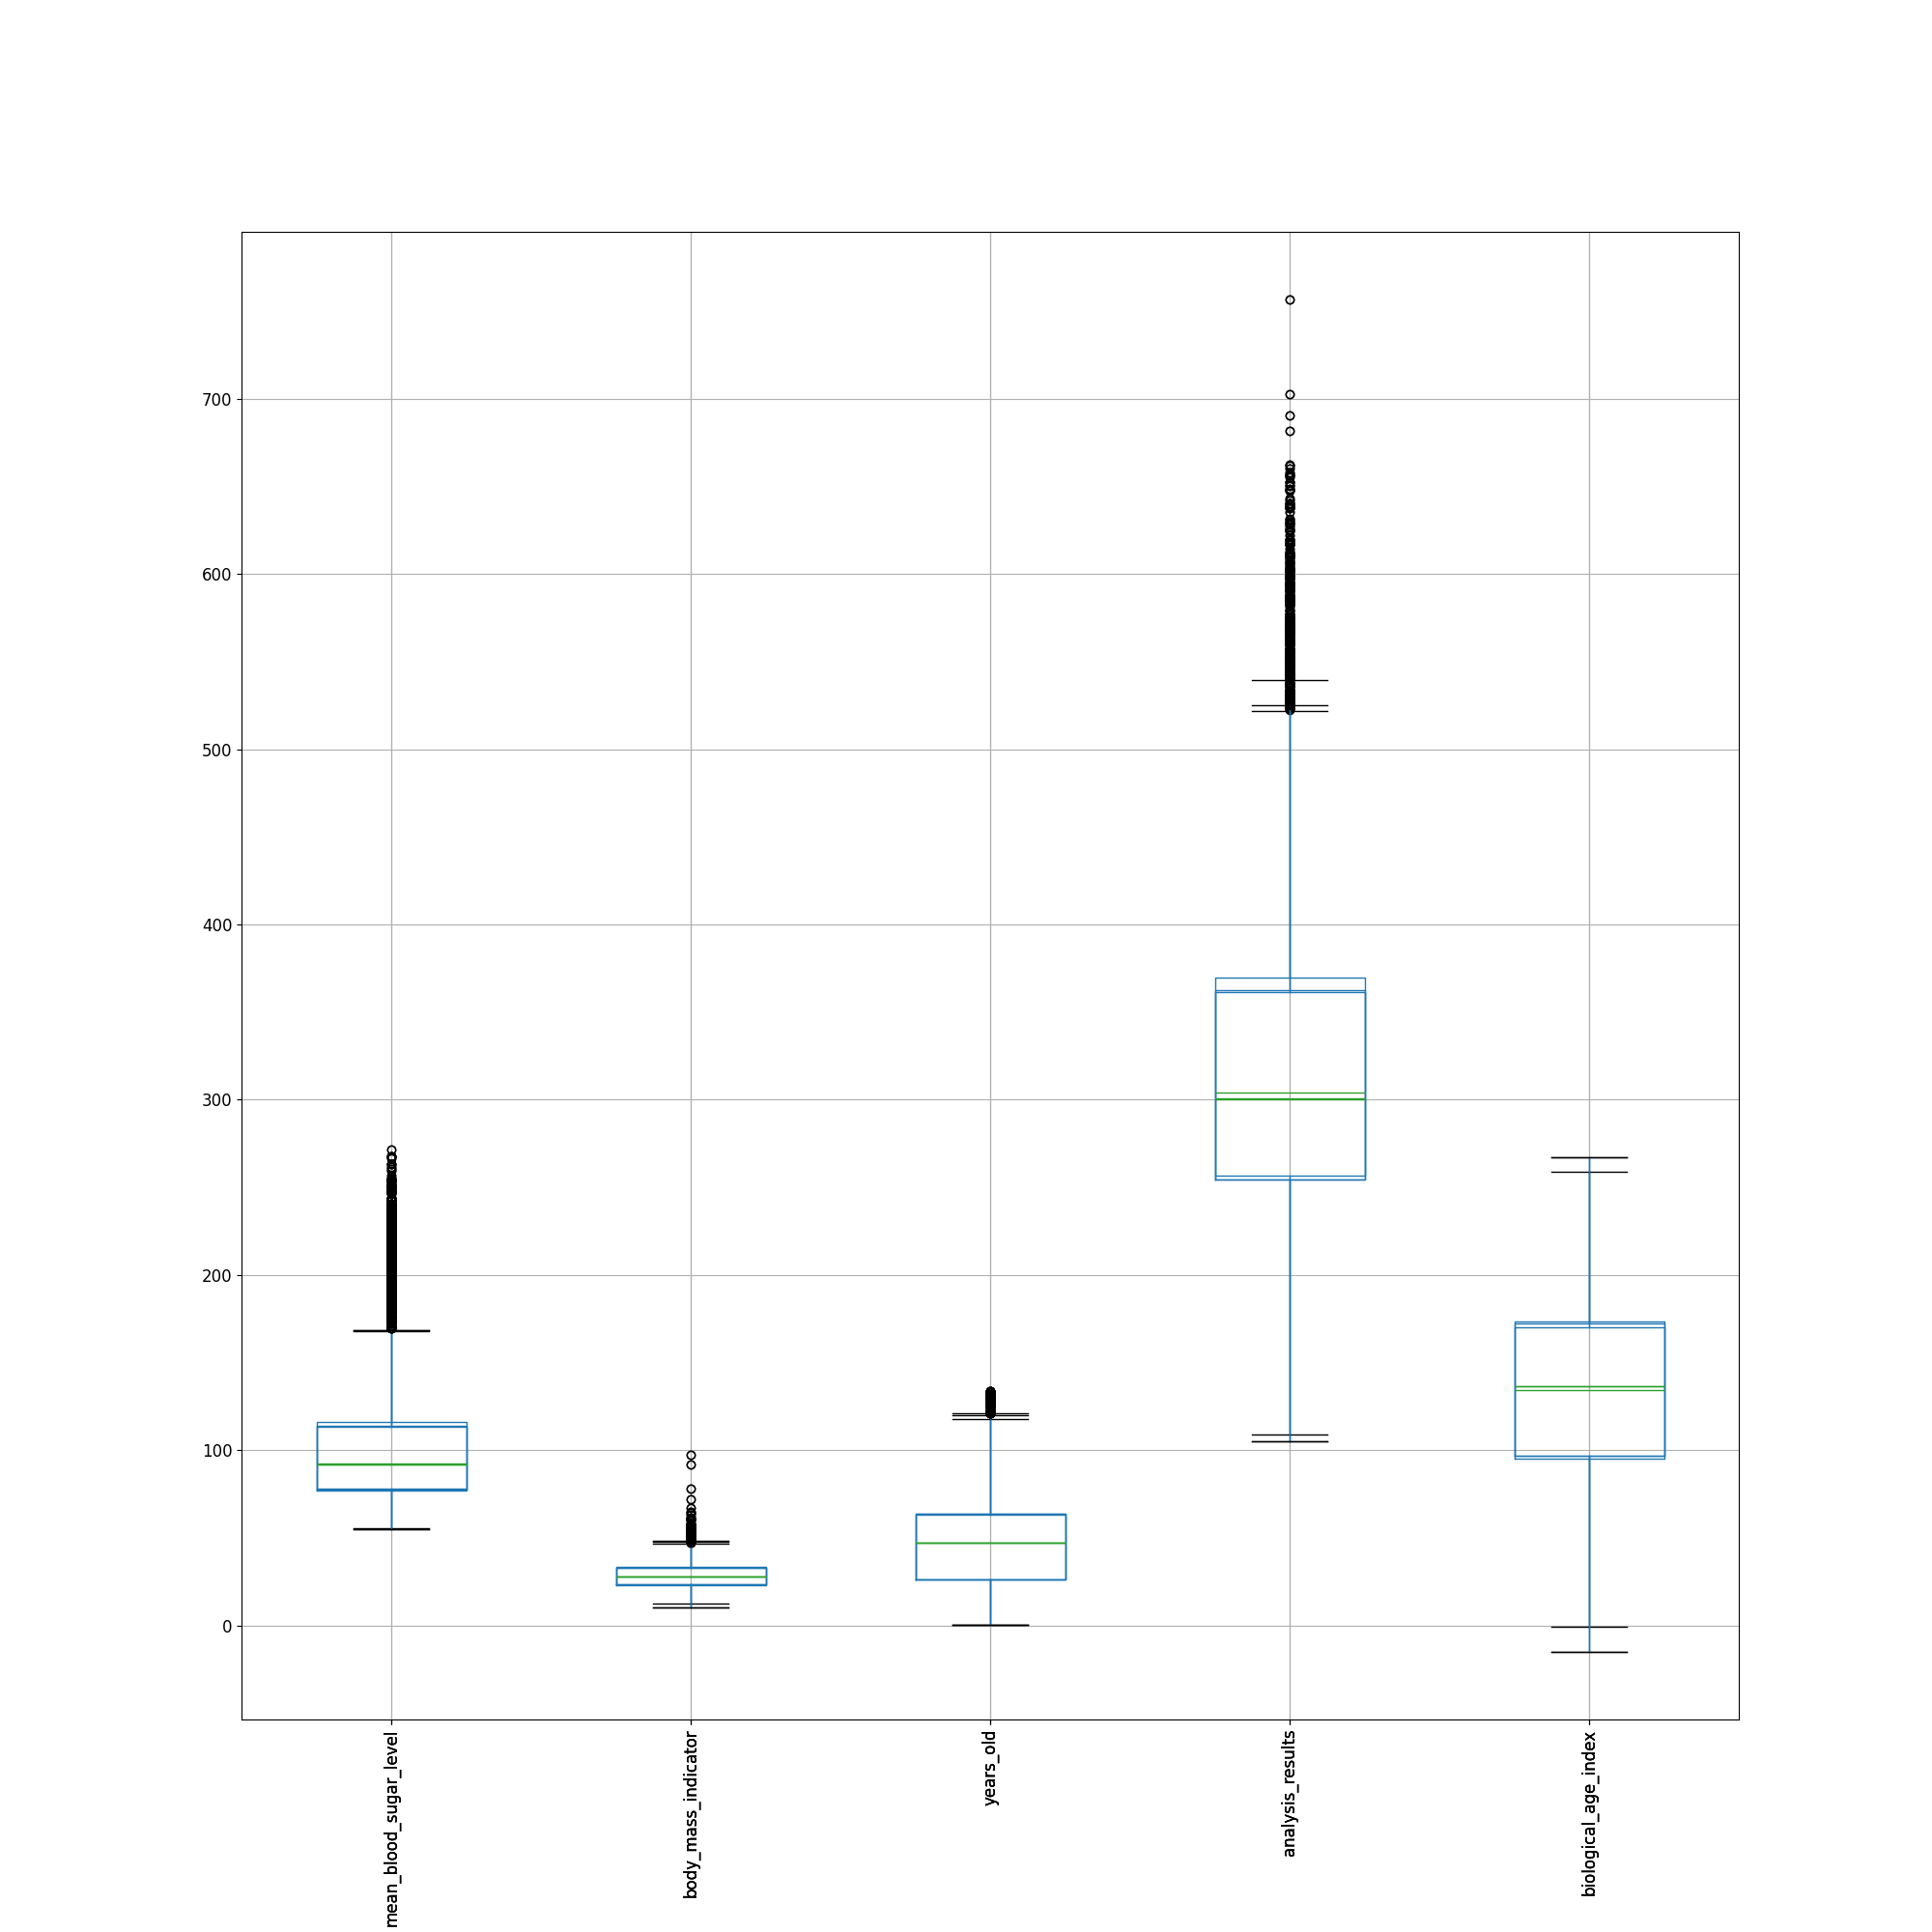 700
600
500
400
300
200
100
0
mean_blood_sugar_level
body_mass_indicator
years_old
analysis_results
biological_age_index